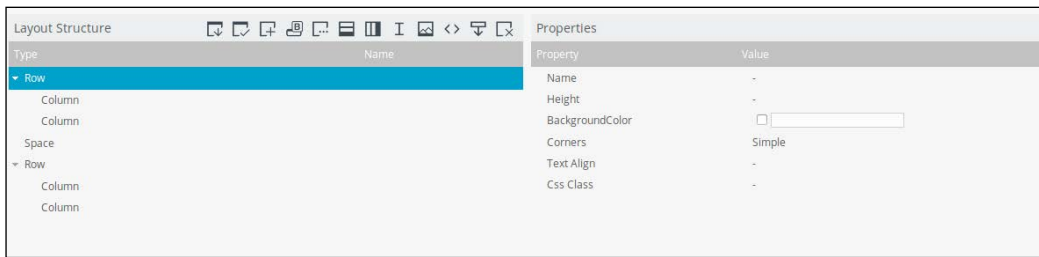 Layout Structure
Type Name
Row
Column
Column
Space
Row
Column
Column
Properties
Property Value
Name -
Height -
BackgroundColor
Corners Simple
Text Align -
Css Class -